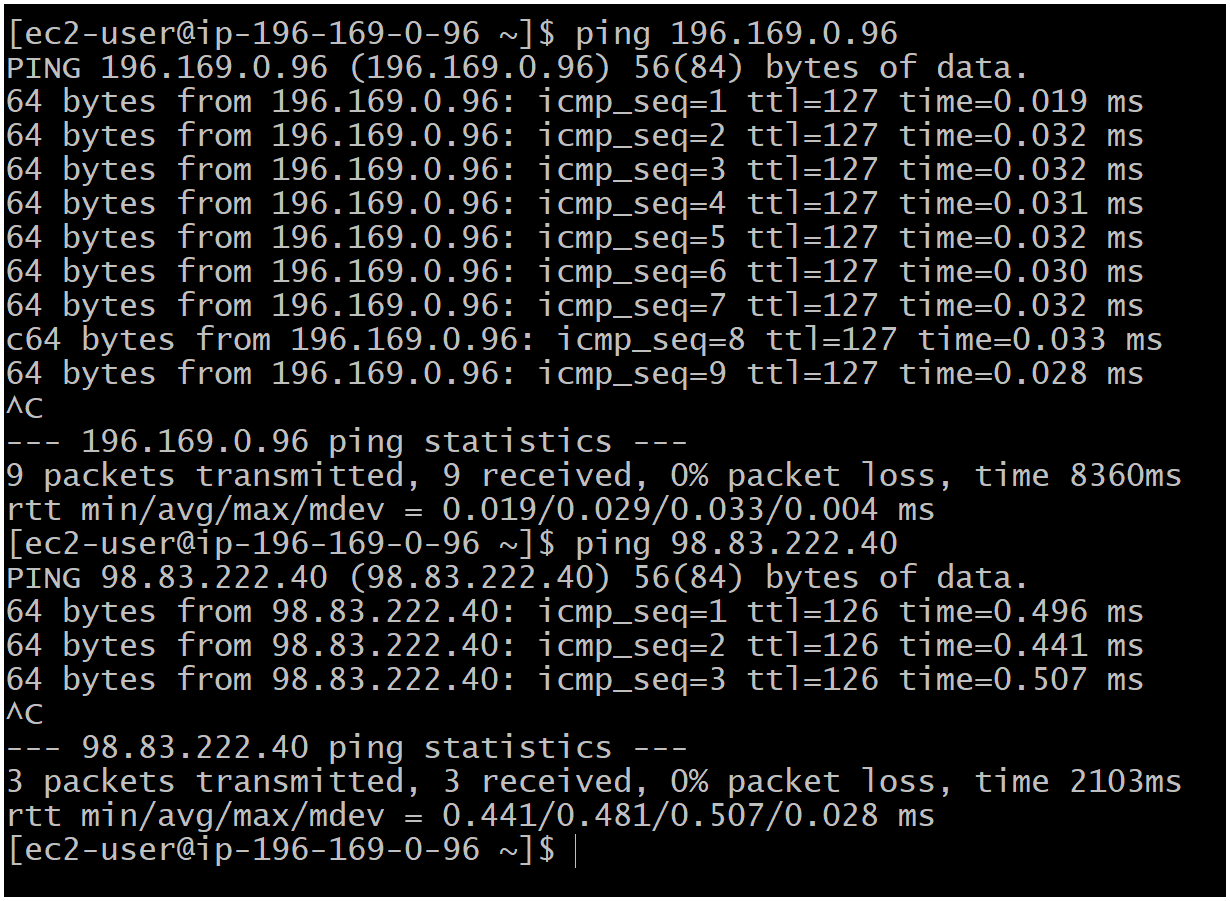 [ec2-user@ip-196-169-0-96 ~]$ ping 196.169.0.96
PING 196.169.0.96 (196.169.0.96) 56(84) bytes of data.
64 bytes from 196.169.0.96: icmp_seq=1 ttl=127 time=0.019 ms
64 bytes from 196.169.0.96: icmp_seq=2 ttl=127 time=0.032 ms
64 bytes from 196.169.0.96: icmp_seq=3 ttl=127 time=0.032 ms
64 bytes from 196.169.0.96: icmp_seq=4 ttl=127 time=0.031 ms
64 bytes from 196.169.0.96: icmp_seq=5 ttl=127 time=0.032 ms
64 bytes from 196.169.0.96: icmp_seq=6 ttl=127 time=0.030 ms
64 bytes from 196.169.0.96: icmp_seq=7 ttl=127 time=0.032 ms
c64 bytes from 196.169.0.96: icmp_seq=8 ttl=127 time=0.033 ms
64 bytes from 196.169.0.96: icmp_seq=9 ttl=127 time=0.028 ms
^C
--- 196.169.0.96 ping statistics ---
9 packets transmitted, 9 received, 0% packet loss, time 8360ms
rtt min/avg/max/mdev = 0.019/0.029/0.033/0.004 ms
[ec2-user@ip-196-169-0-96 ~]$ ping 98.83.222.40
PING 98.83.222.40 (98.83.222.40) 56(84) bytes of data.
64 bytes from 98.83.222.40: icmp_seq=1 ttl=126 time=0.496 ms
64 bytes from 98.83.222.40: icmp_seq=2 ttl=126 time=0.441 ms
64 bytes from 98.83.222.40: icmp_seq=3 ttl=126 time=0.507 ms
^C
--- 98.83.222.40 ping statistics ---
3 packets transmitted, 3 received, 0% packet loss, time 2103ms
rtt min/avg/max/mdev = 0.441/0.481/0.507/0.028 ms
[ec2-user@ip-196-169-0-96 ~]$